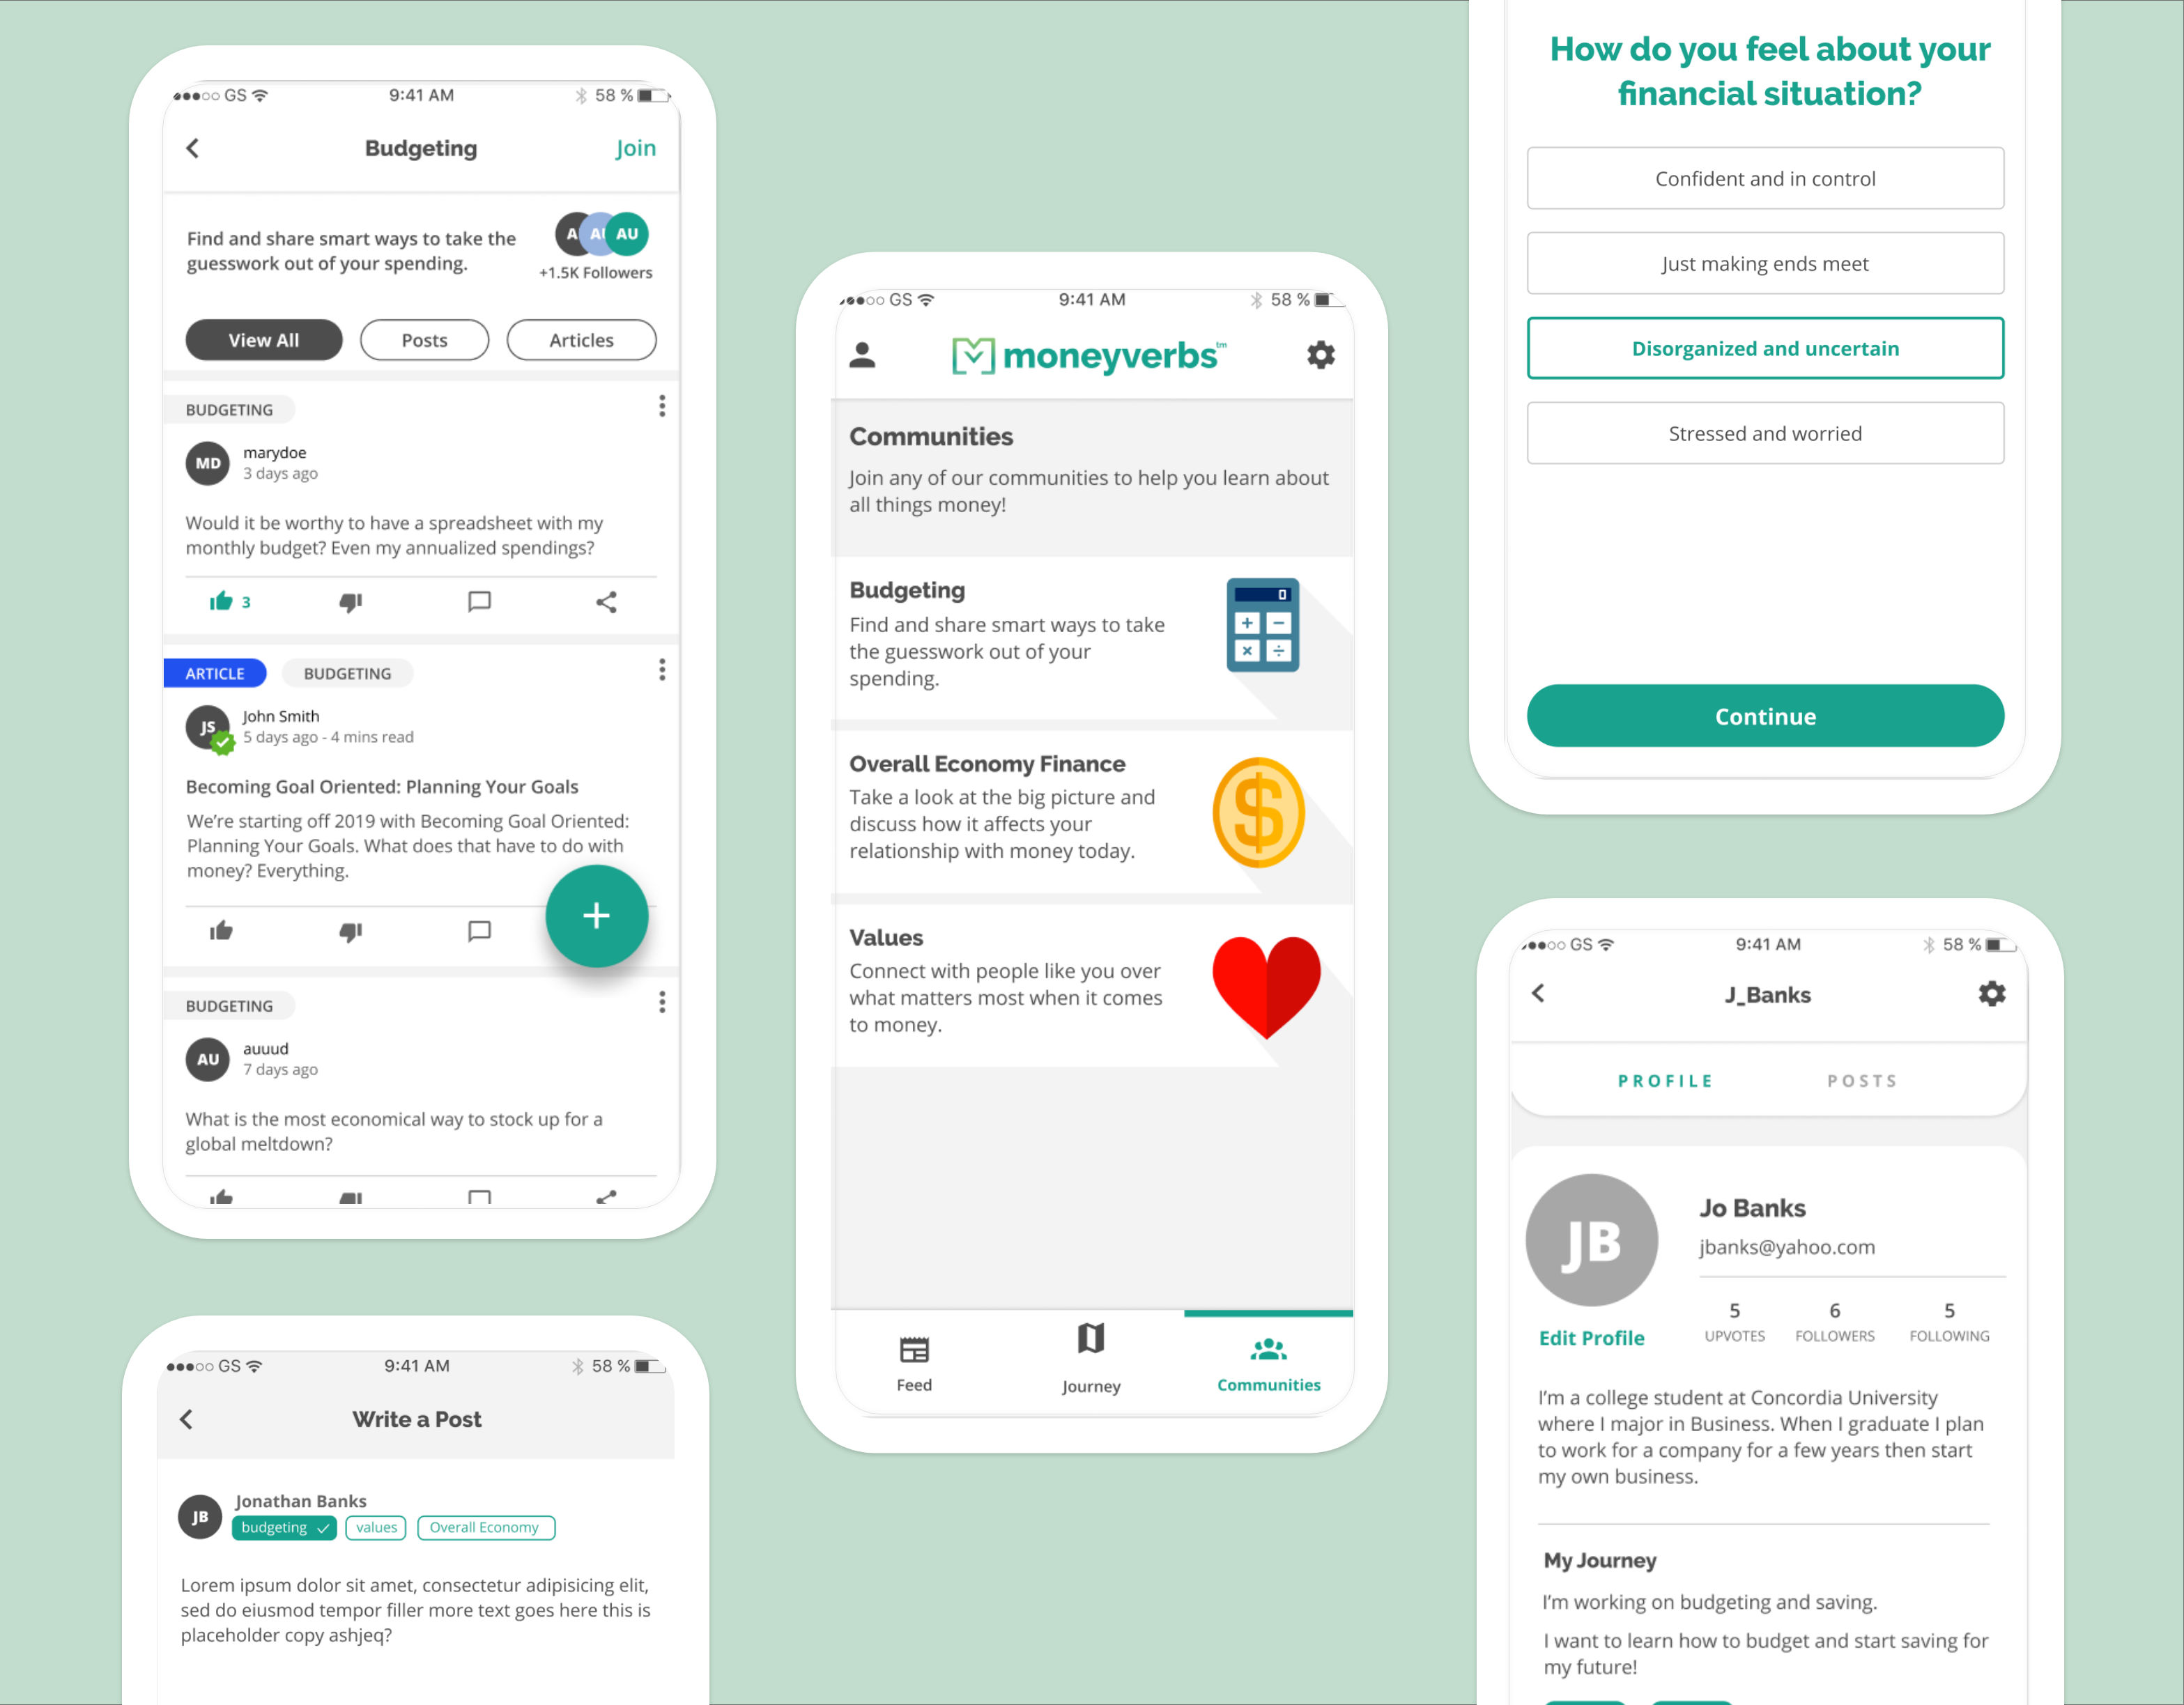 GS
9:41 AM
58 %
Budgeting
Join
Find and share smart ways to take the
guesswork out of your spending.
A
AU
+1.5K Followers
View All
Posts
Articles
BUDGETING
MD
marydoe
3 days ago
Would it be worthy to have a spreadsheet with my
monthly budget? Even my annualized spendings?
3
ARTICLE
BUDGETING
JS
John Smith
5 days ago - 4 mins read
Becoming Goal Oriented: Planning Your Goals
We're starting off 2019 with Becoming Goal Oriented:
Planning Your Goals. What does that have to do with
money? Everything.
+
BUDGETING
AU
auuud
7 days ago
What is the most economical way to stock up for a
global meltdown?
GS
9:41 AM
58 %
Write a Post
JB
Jonathan Banks
budgeting
values
Overall Economy
Lorem ipsum dolor sit amet, consectetur adipisicing elit,
sed do eiusmod tempor filler more text goes here this is
placeholder copy ashjeq?
GS
9:41 AM
58 %
moneyverbs™
Communities
Join any of our communities to help you learn about
all things money!
Budgeting
Find and share smart ways to take
the guesswork out of your
spending.
0
+ −
× ÷
Overall Economy Finance
Take a look at the big picture and
discuss how it affects your
relationship with money today.
$
Values
Connect with people like you over
what matters most when it comes
to money.
Feed
Journey
Communities
How do you feel about your
financial situation?
Confident and in control
Just making ends meet
Disorganized and uncertain
Stressed and worried
Continue
GS
9:41 AM
58 %
J_Banks
PROFILE
POSTS
JB
Jo Banks
jbanks@yahoo.com
5
6
5
UPVOTES
FOLLOWERS
FOLLOWING
Edit Profile
I'm a college student at Concordia University
where I major in Business. When I graduate I plan
to work for a company for a few years then start
my own business.
My Journey
I'm working on budgeting and saving.
I want to learn how to budget and start saving for
my future!